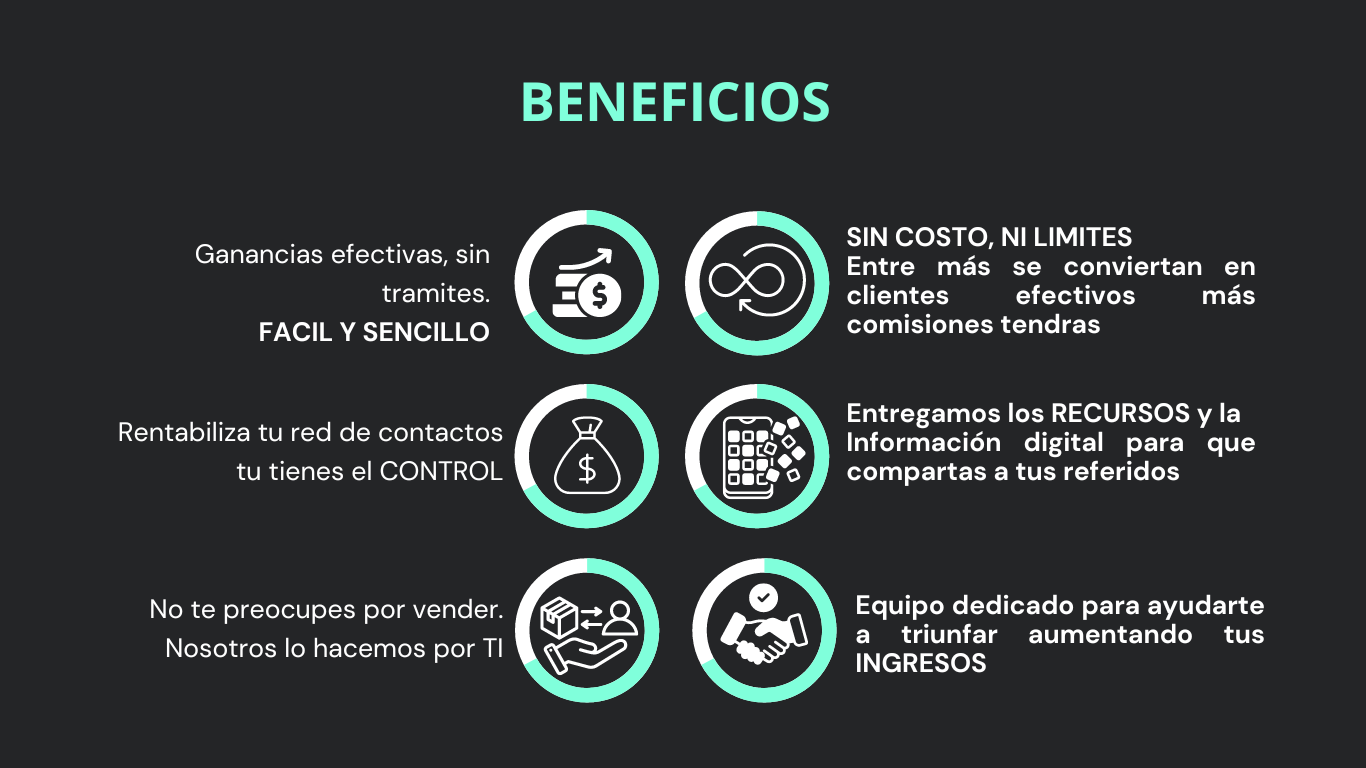 BENEFICIOS
Ganancias efectivas, sin
tramites.
FACIL Y SENCILLO
SIN COSTO, NI LIMITES
Entre más se conviertan en
clientes efectivos más
comisiones tendras
Rentabiliza tu red de contactos
tu tienes el CONTROL
Entregamos los RECURSOS y la
Información digital para que
compartas a tus referidos
No te preocupes por vender.
Nosotros lo hacemos por TI
Equipo dedicado para ayudarte
a triunfar aumentando tus
INGRESOS